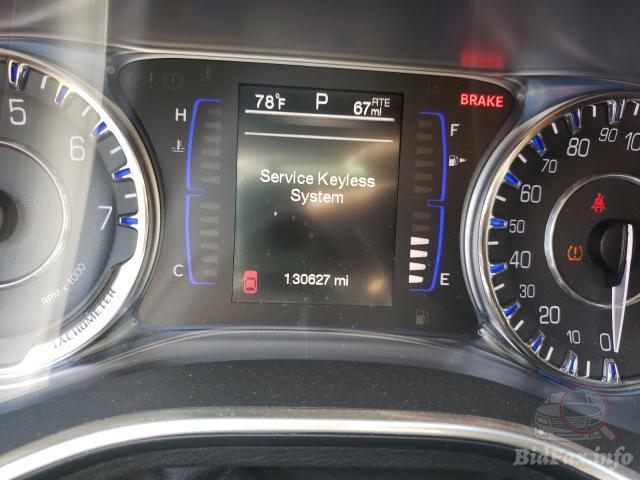 78°F P 67 RTE mi
BRAKE
H
F
Service Keyless
System
C
E
130627 mi
5
6
7
RPM x 1000
TACHOMETER
100
90
80
70
60
50
40
30
20
10
0
BidFax.info